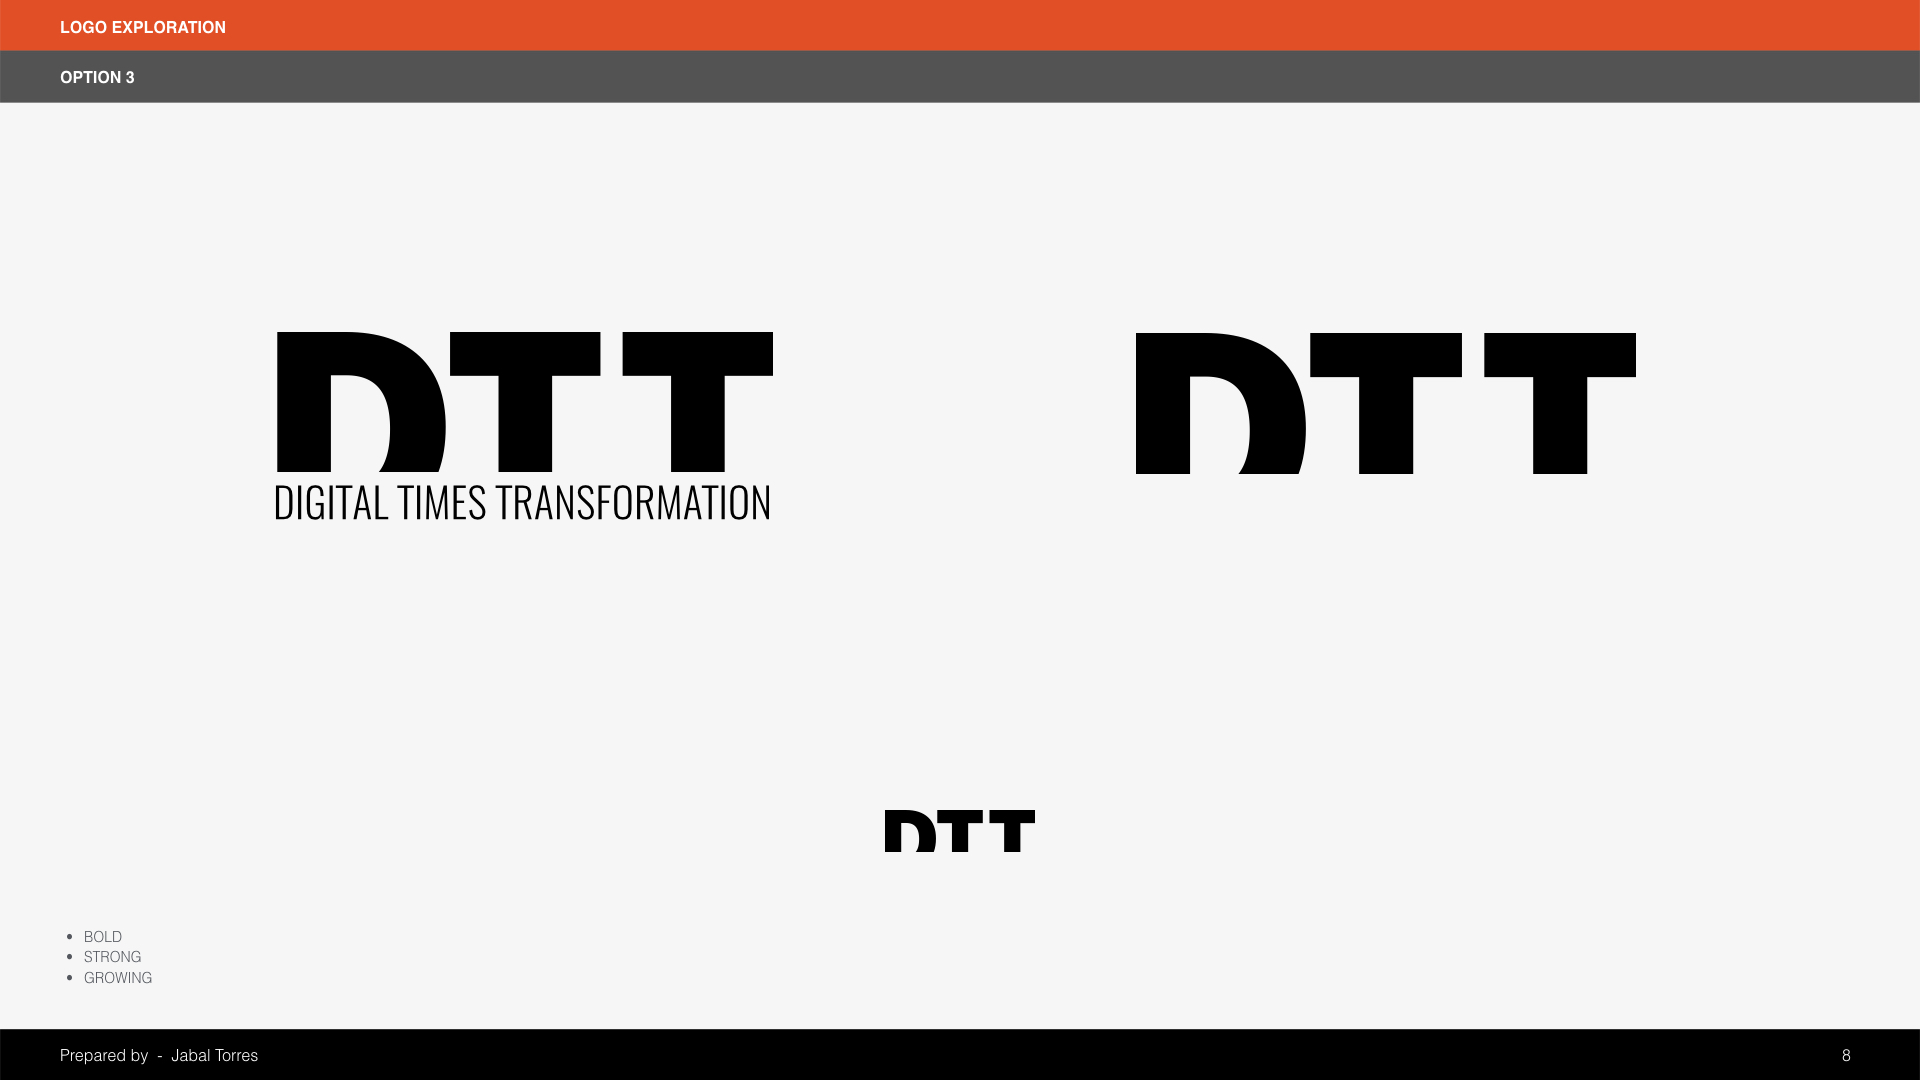 LOGO EXPLORATION
OPTION 3
DTT
DIGITAL TIMES TRANSFORMATION
DTT
DTT
• BOLD
• STRONG
• GROWING
Prepared by - Jabal Torres
8